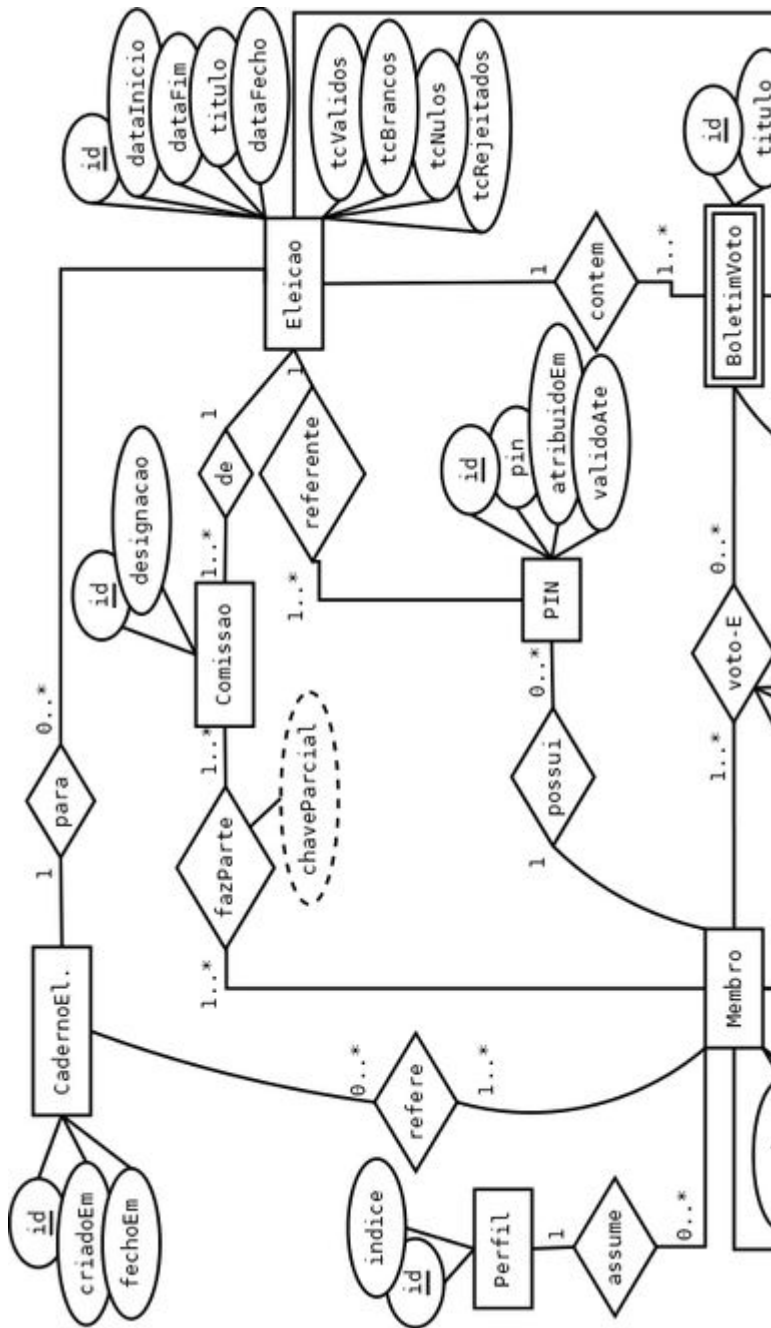 id
criadoEm
fechoEm
CadernoEl.
1
para
0..*
id
designacao
id
dataInicio
dataFim
titulo
dataFecho
tcValidos
tcBrancos
tcNulos
tcRejeitados
1..*
fazParte
1..*
Comissao
1..*
de
1
chaveParcial
Eleicao
1..*
referente
1
indice
id
Perfil
0..*
refere
1..*
id
pin
atribuidoEm
validoAte
1
contem
1..*
1
possui
0..*
PIN
1
assume
0..*
Membro
1..*
voto-E
0..*
BoletimVoto
id
titulo